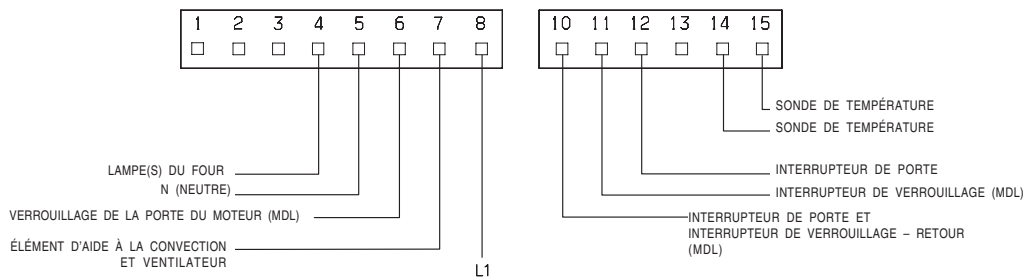 1 2 3 4 5 6 7 8
10 11 12 13 14 15
SONDE DE TEMPÉRATURE
SONDE DE TEMPÉRATURE
LAMPE(S) DU FOUR
N (NEUTRE)
VERROUILLAGE DE LA PORTE DU MOTEUR (MDL)
ÉLÉMENT D'AIDE À LA CONVECTION
ET VENTILATEUR
L1
INTERRUPTEUR DE PORTE
INTERRUPTEUR DE VERROUILLAGE (MDL)
INTERRUPTEUR DE PORTE ET
INTERRUPTEUR DE VERROUILLAGE – RETOUR
(MDL)